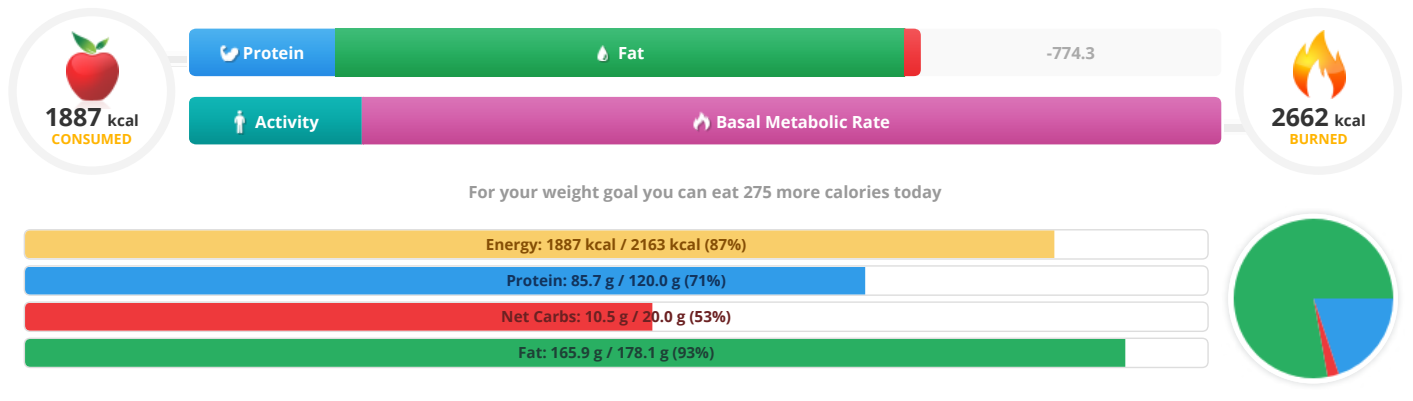 Protein
Fat
-774.3
1887 kcal
CONSUMED
2662 kcal
BURNED
Activity
Basal Metabolic Rate
For your weight goal you can eat 275 more calories today
Energy: 1887 kcal / 2163 kcal (87%)
Protein: 85.7 g / 120.0 g (71%)
Net Carbs: 10.5 g / 20.0 g (53%)
Fat: 165.9 g / 178.1 g (93%)